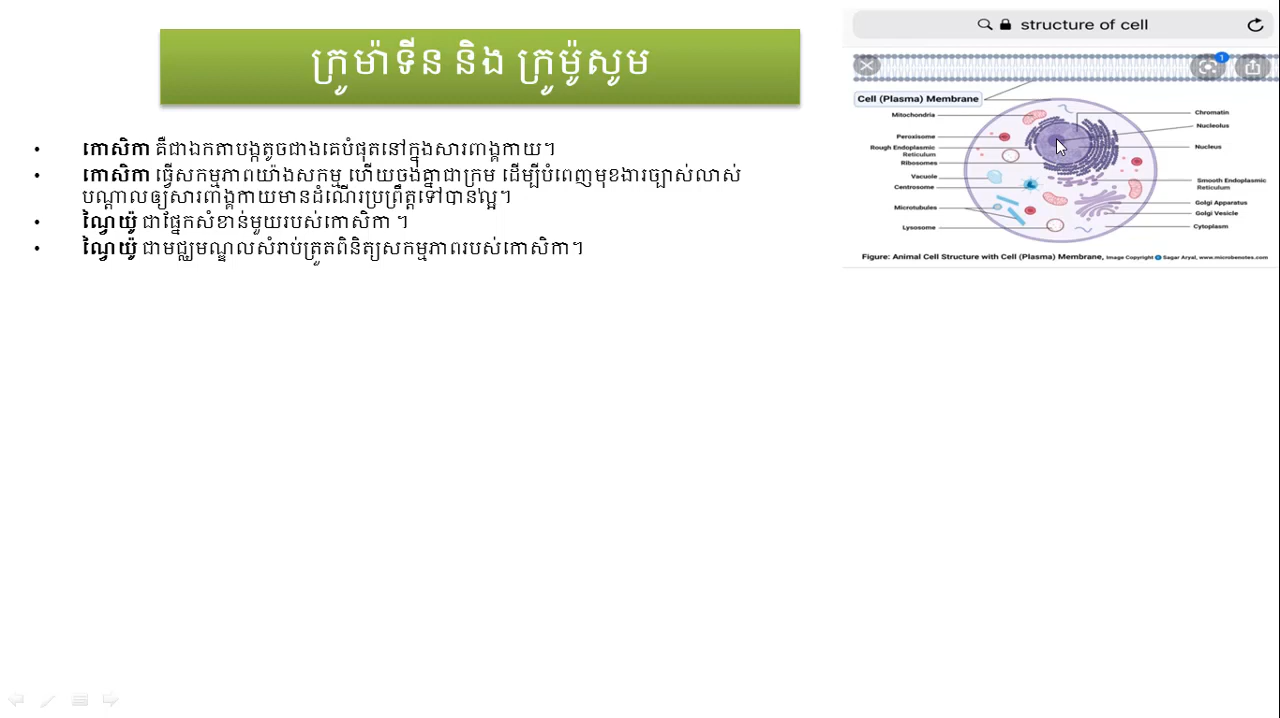 ក្រូម៉ាទីន និង ក្រូម៉ូសូម
structure of cell
1
• កោសិកា គឺជាឯកតាបង្កតូចជាងគេបំផុតនៅក្នុងសារពាង្គកាយ។
• កោសិកា ធ្វើសកម្មភាពយ៉ាងសកម្ម ហើយចងគ្នាជាក្រុម ដើម្បីបំពេញមុខងារច្បាស់លាស់
បណ្តាលឲ្យសារពាង្គកាយមានដំណើរប្រព្រឹត្តទៅបានល្អ។
• ណ្វៃយ៉ូ ជាផ្នែកសំខាន់មួយរបស់កោសិកា ។
• ណ្វៃយ៉ូ ជាមជ្ឈមណ្ឌលសំរាប់ត្រួតពិនិត្យសកម្មភាពរបស់កោសិកា។
Cell (Plasma) Membrane
Mitochondria
Peroxisome
Rough Endoplasmic
Reticulum
Ribosomes
Vacuole
Centrosome
Microtubules
Lysosome
Chromatin
Nucleolus
Nucleus
Smooth Endoplasmic
Reticulum
Golgi Apparatus
Golgi Vesicle
Cytoplasm
Figure: Animal Cell Structure with Cell (Plasma) Membrane, Image Copyright Sagar Aryal, www.microbenotes.com